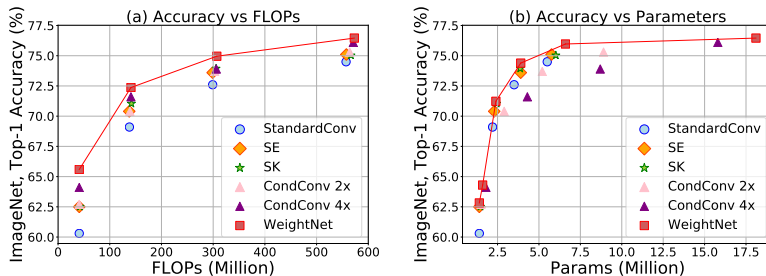 (a) Accuracy vs FLOPs
ImageNet, Top-1 Accuracy (%)
77.5
75.0
72.5
70.0
67.5
65.0
62.5
60.0
0 100 200 300 400 500 600
FLOPs (Million)
StandardConv
SE
SK
CondConv 2x
CondConv 4x
WeightNet
(b) Accuracy vs Parameters
ImageNet, Top-1 Accuracy (%)
77.5
75.0
72.5
70.0
67.5
65.0
62.5
60.0
2.5 5.0 7.5 10.0 12.5 15.0 17.5
Params (Million)
StandardConv
SE
SK
CondConv 2x
CondConv 4x
WeightNet